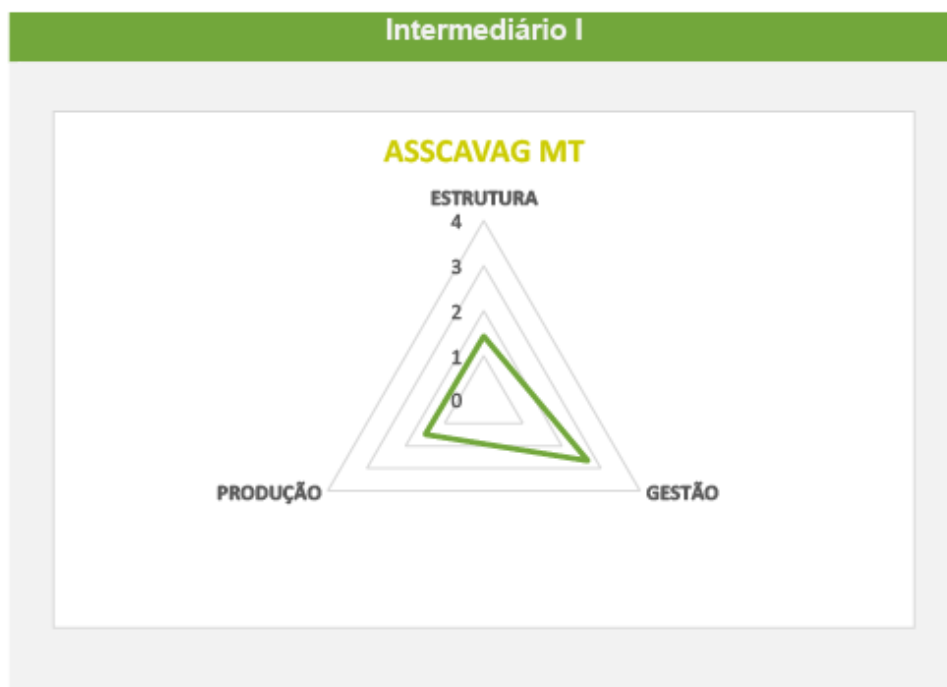 Intermediário I
ASSCAVAG MT
ESTRUTURA
4
3
2
1
0
PRODUÇÃO
GESTÃO